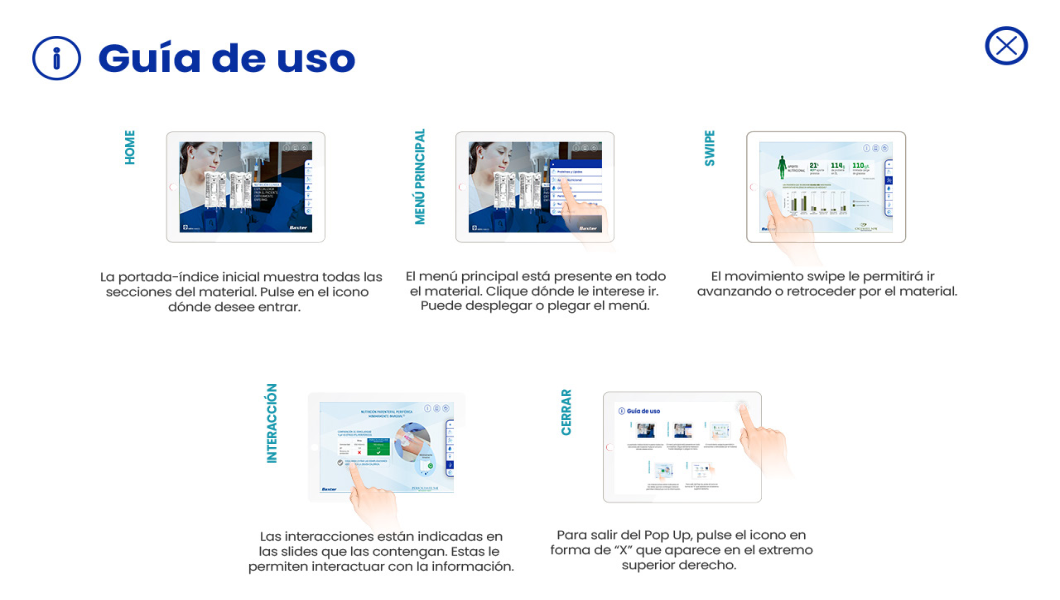 Guía de uso
HOME
La portada-índice inicial muestra todas las
secciones del material. Pulse en el icono
dónde desee entrar.
MENÚ PRINCIPAL
El menú principal está presente en todo
el material. Clique dónde le interese ir.
Puede desplegar o plegar el menú.
SWIPE
El movimiento swipe le permitirá ir
avanzando o retroceder por el material.
INTERACCIÓN
Las interacciones están indicadas en
las slides que las contengan. Estas le
permiten interactuar con la información.
CERRAR
Guía de uso
Para salir del Pop Up, pulse el icono en
forma de “X” que aparece en el extremo
superior derecho.
Baxter
Baxter
Baxter